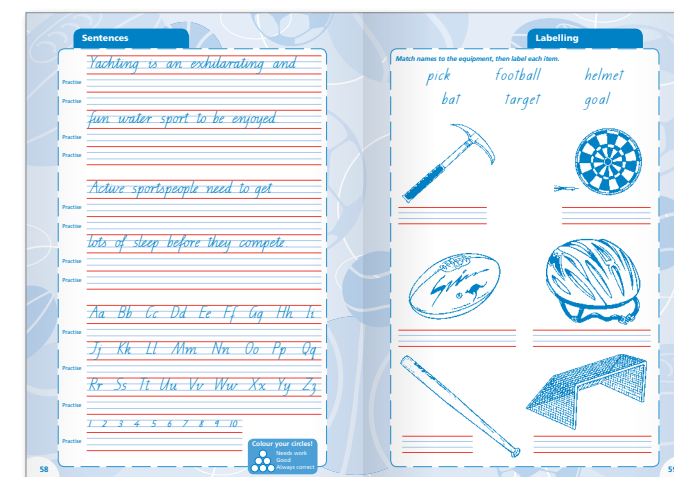 Sentences
Yachting is an exhilarating and
Practise
Practise
fun water sport to be enjoyed
Practise
Practise
Active sportspeople need to get
Practise
Practise
lots of sleep before they compete
Practise
Practise
Aa Bb Cc Dd Ee Ff Gg Hh Ii
Practise
Jj Kk Ll Mm Nn Oo Pp Qq
Practise
Rr Ss Tt Uu Vv Ww Xx Yy Zz
Practise
1 2 3 4 5 6 7 8 9 10
Practise
Colour your circles!
Needs work
Good
Always correct
58
Labelling
Match names to the equipment, then label each item.
pick football helmet
bat target goal
Spin
59